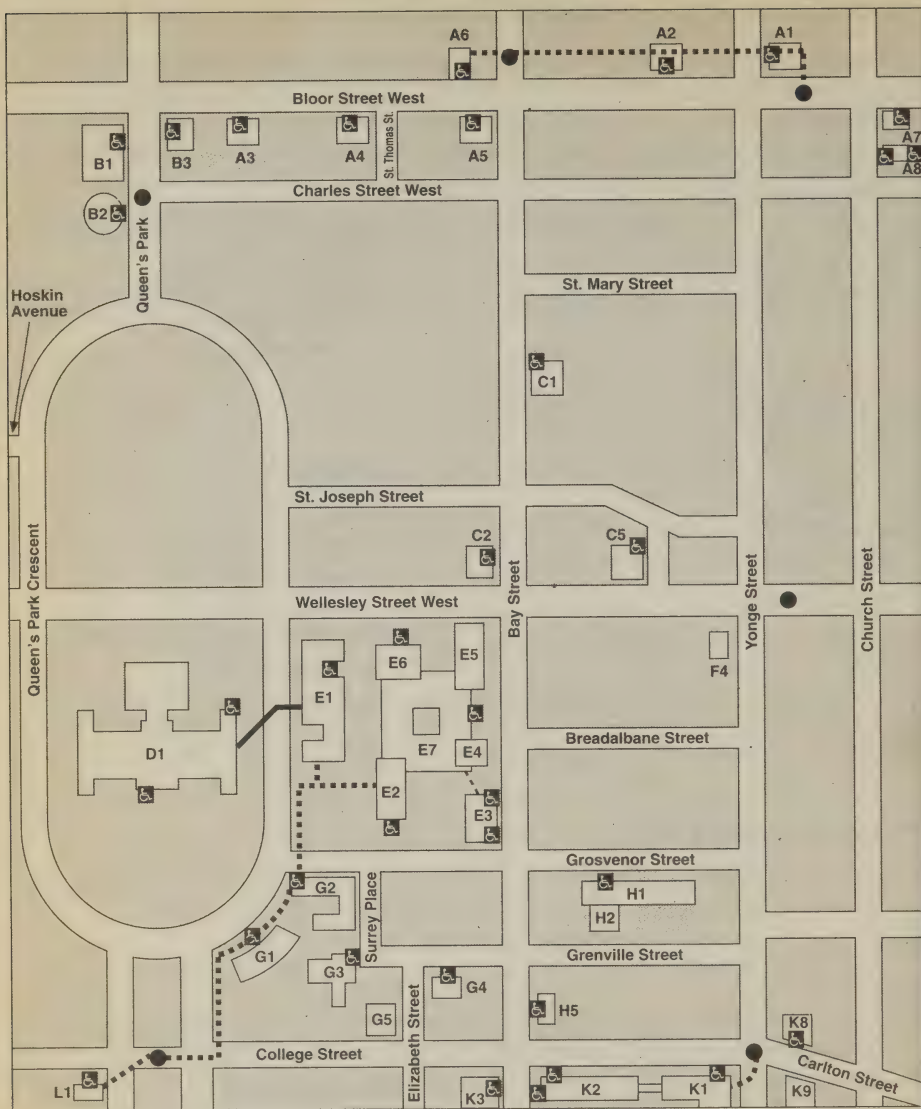 A6
A2
A1
Bloor Street West
B1
B3
A3
A4
St. Thomas St.
A5
A7
A8
Charles Street West
B2
Queen's Park
St. Mary Street
Hoskin
Avenue
C1
St. Joseph Street
C2
C5
Queen's Park Crescent
Bay Street
Yonge Street
Church Street
Wellesley Street West
E6
E5
F4
E1
E7
D1
Breadalbane Street
E4
E2
E3
Grosvenor Street
G2
Surrey Place
H1
H2
G1
Grenville Street
G3
G4
H5
G5
Elizabeth Street
K8
College Street
Carlton Street
L1
K3
K2
K1
K9